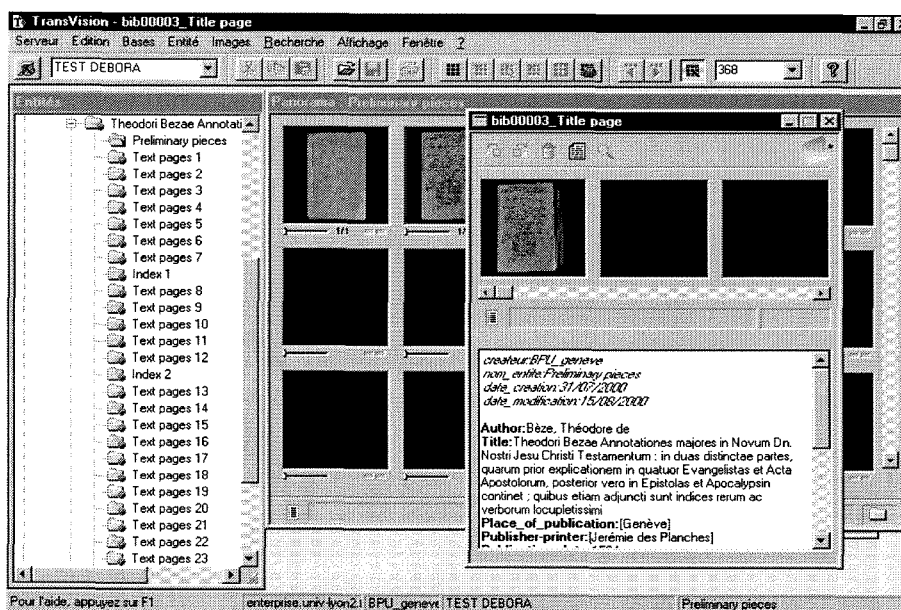 TransVision - bib00003_Title page
Serveur Edition Bases Entité Images Recherche Affichage Fenêtre ?
TEST DEBORA
368
Entités
Panorama Preliminary pieces
Theodori Bezae Annotati
Preliminary pieces
Text pages 1
Text pages 2
Text pages 3
Text pages 4
Text pages 5
Text pages 6
Text pages 7
Index 1
Text pages 8
Text pages 9
Text pages 10
Text pages 11
Text pages 12
Index 2
Text pages 13
Text pages 14
Text pages 15
Text pages 16
Text pages 17
Text pages 18
Text pages 19
Text pages 20
Text pages 21
Text pages 22
Text pages 23
1/1
bib00003_Title page
createur:BPU_geneve
nom_entite:Preliminary pieces
date_creation:31/07/2000
date_modification:15/08/2000
Author:Bèze, Théodore de
Title:Theodori Bezae Annotationes majores in Novum Dn.
Nostri Jesu Christi Testamentum : in duas distinctae partes,
quarum prior explicationem in quatuor Evangelistas et Acta
Apostolorum, posterior vero in Epistolas et Apocalypsin
continet ; quibus etiam adjuncti sunt indices rerum ac
verborum locupletissimi
Place_of_publication:[Genève]
Publisher-printer:[Jerémie des Planches]
Pour l'aide, appuyez sur F1
enterprise.univ-lyon2.f BPU_geneve TEST DEBORA
Preliminary pieces